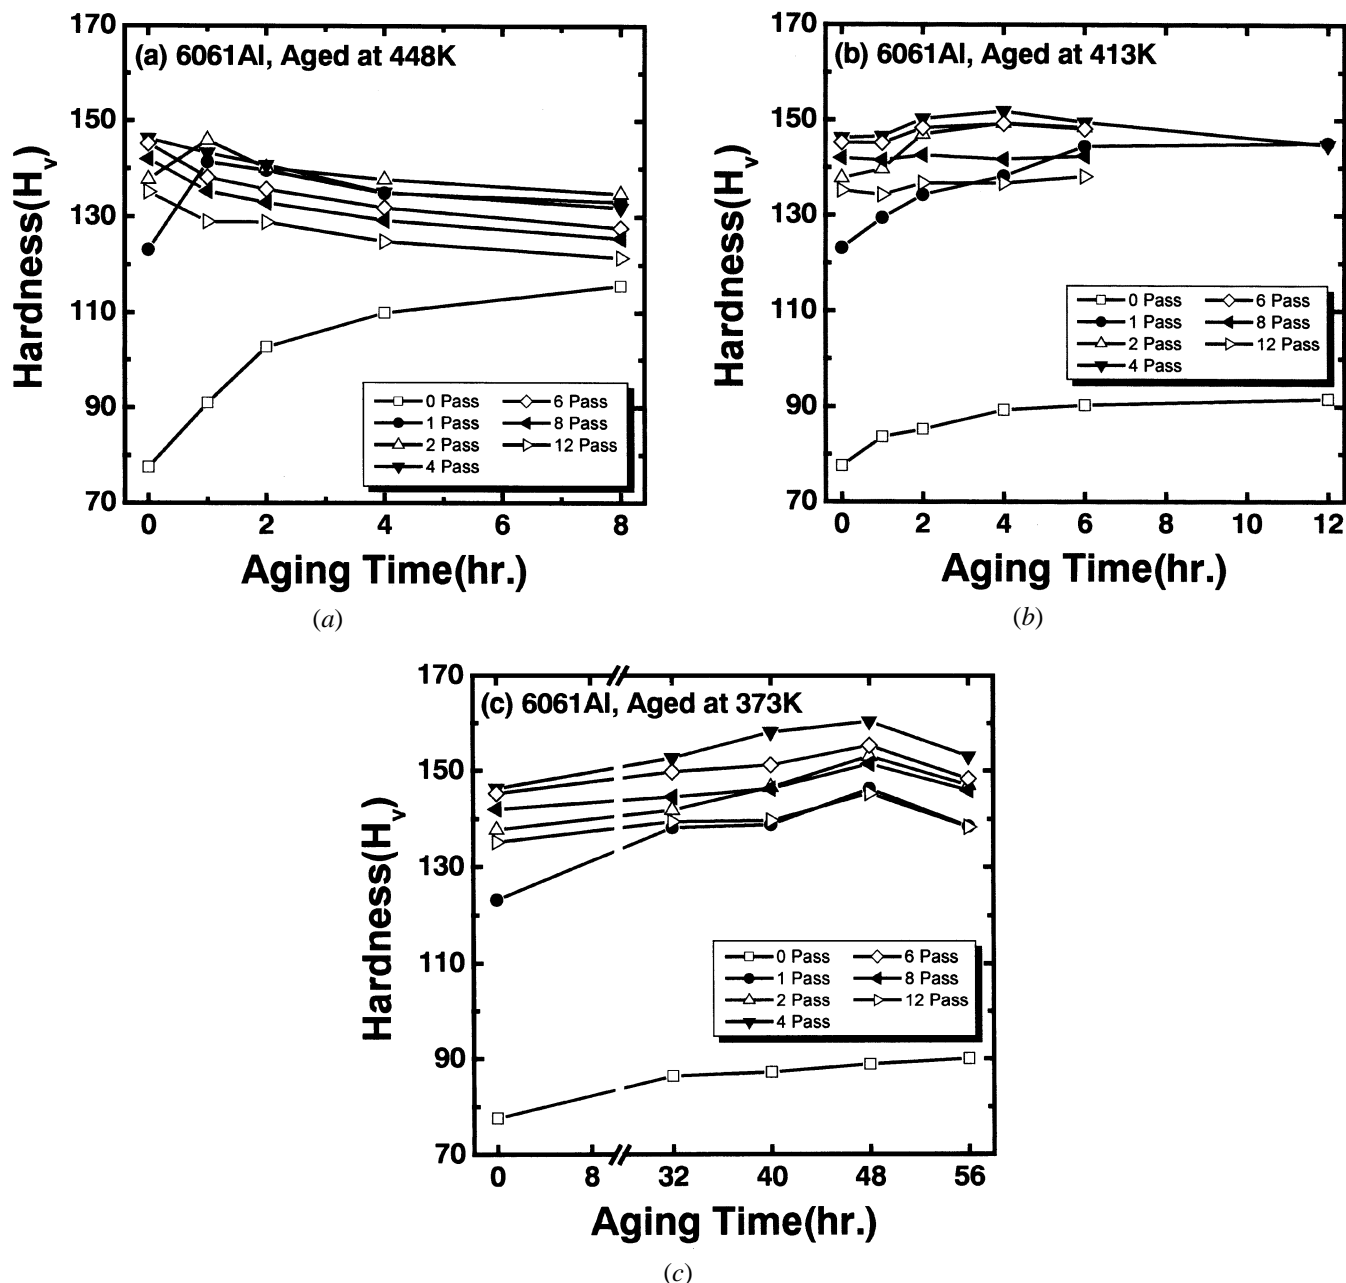 (a) 6061Al, Aged at 448K
170
150
130
110
90
70
Hardness(Hv)
0 Pass
1 Pass
2 Pass
4 Pass
6 Pass
8 Pass
12 Pass
0 2 4 6 8
Aging Time(hr.)
(a)
(b) 6061Al, Aged at 413K
170
150
130
110
90
70
Hardness(Hv)
0 Pass
1 Pass
2 Pass
4 Pass
6 Pass
8 Pass
12 Pass
0 2 4 6 8 10 12
Aging Time(hr.)
(b)
(c) 6061Al, Aged at 373K
170
150
130
110
90
70
Hardness(Hv)
0 Pass
1 Pass
2 Pass
4 Pass
6 Pass
8 Pass
12 Pass
0 8 32 40 48 56
Aging Time(hr.)
(c)